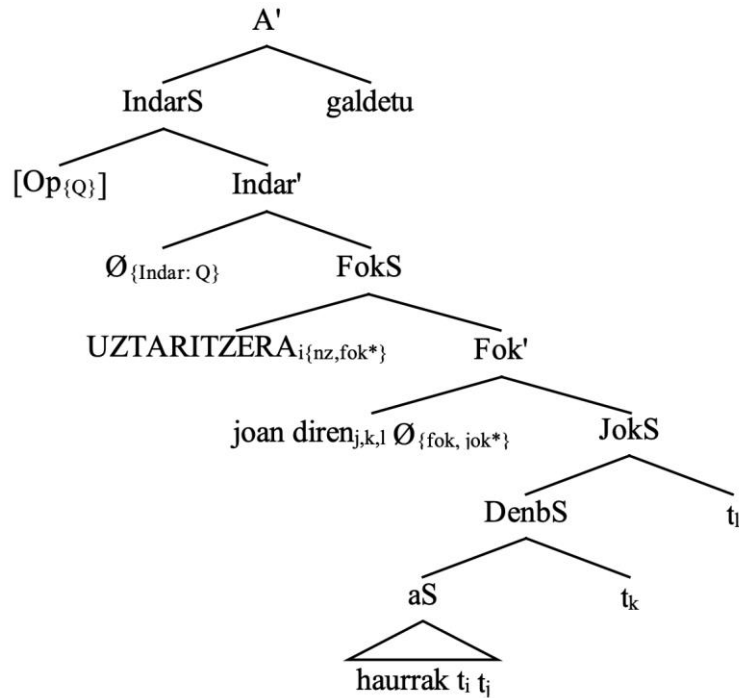 A'
IndarS galdetu
[Op{Q}] Indar'
Ø{Indar: Q} FokS
UZTARITZERAi{nz,fok*} Fok'
joan direnj,k,l Ø{fok, jok*} JokS
DenbS tl
aS tk
haurrak ti tj